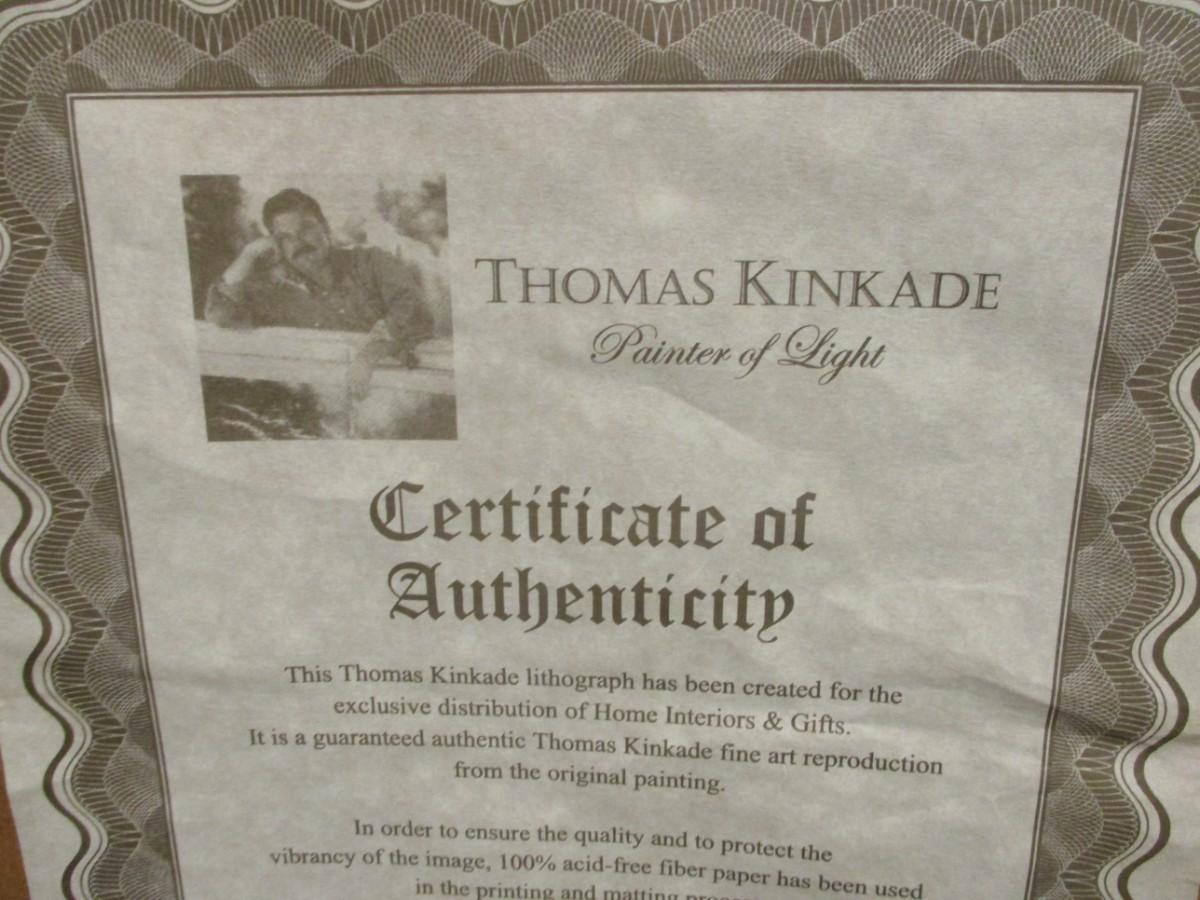 THOMAS KINKADE
Painter of Light
Certificate of
Authenticity
This Thomas Kinkade lithograph has been created for the
exclusive distribution of Home Interiors & Gifts.
It is a guaranteed authentic Thomas Kinkade fine art reproduction
from the original painting.
In order to ensure the quality and to protect the
vibrancy of the image, 100% acid-free fiber paper has been used
in the printing and matting